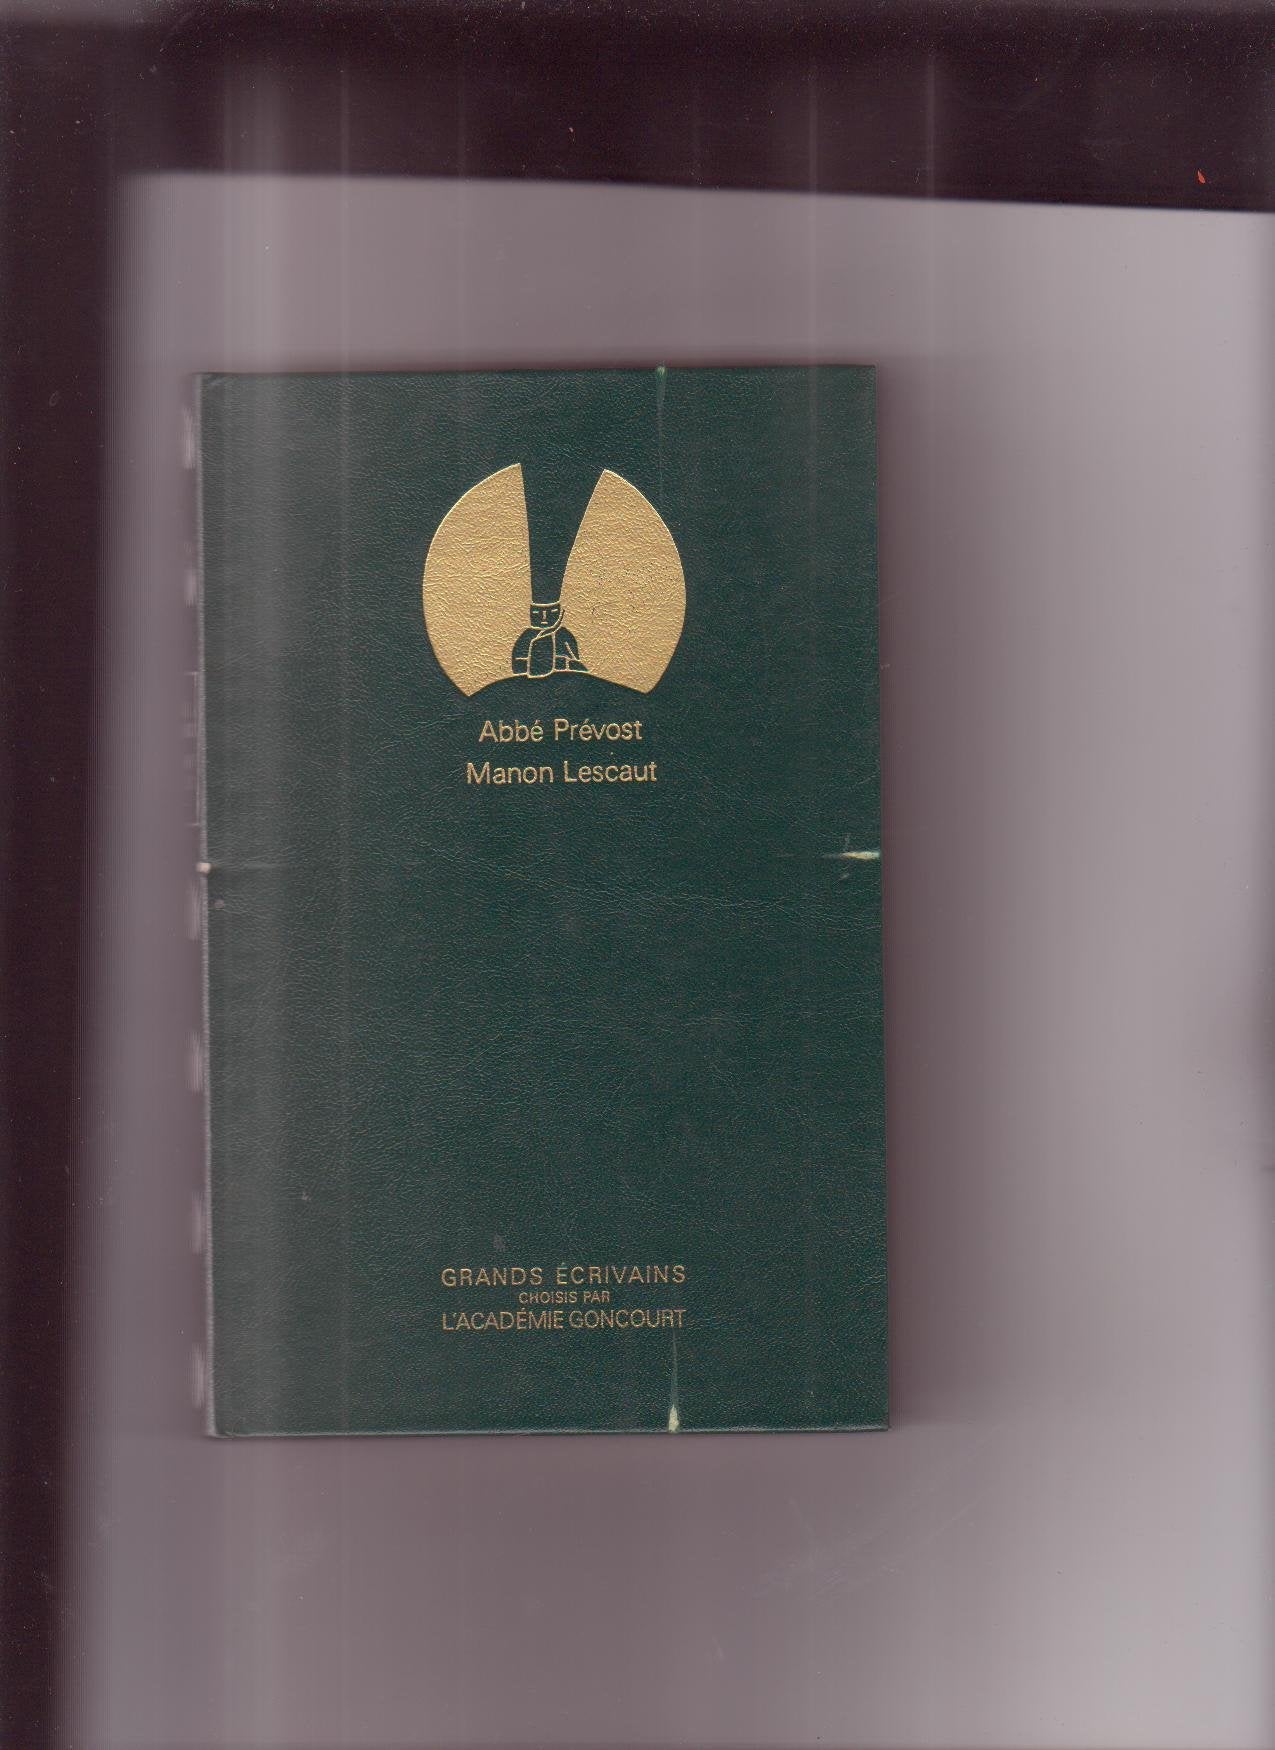 Abbé Prévost
Manon Lescaut
GRANDS ÉCRIVAINS
CHOISIS PAR
L'ACADÉMIE GONCOURT